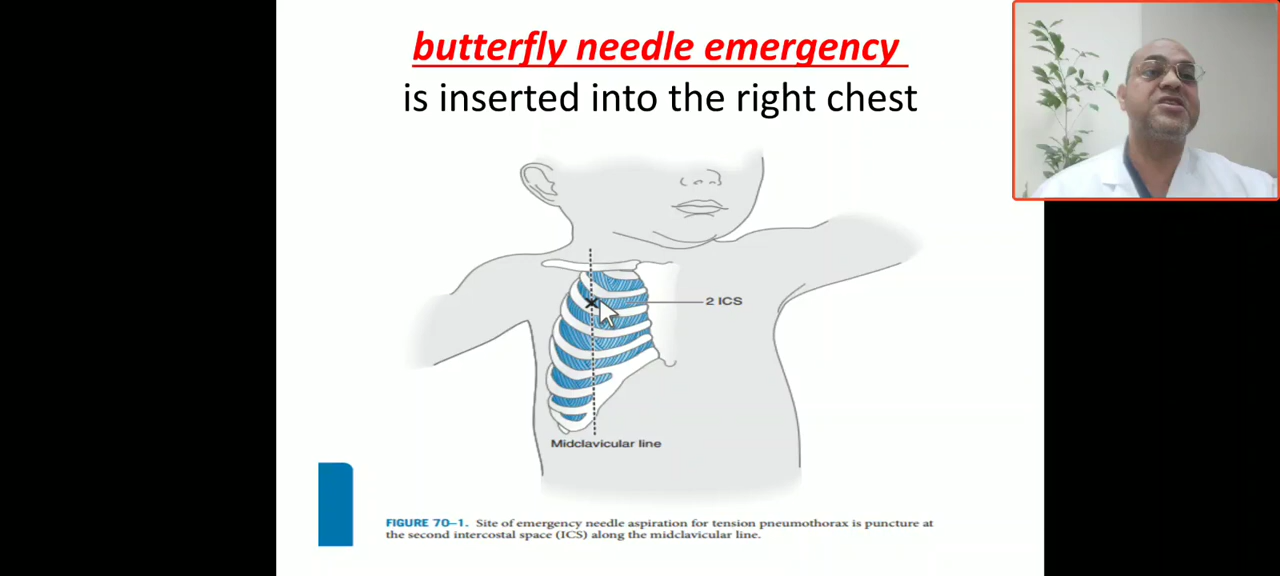 butterfly needle emergency
is inserted into the right chest
2 ICS
Midclavicular line
FIGURE 70–1. Site of emergency needle aspiration for tension pneumothorax is puncture at
the second intercostal space (ICS) along the midclavicular line.